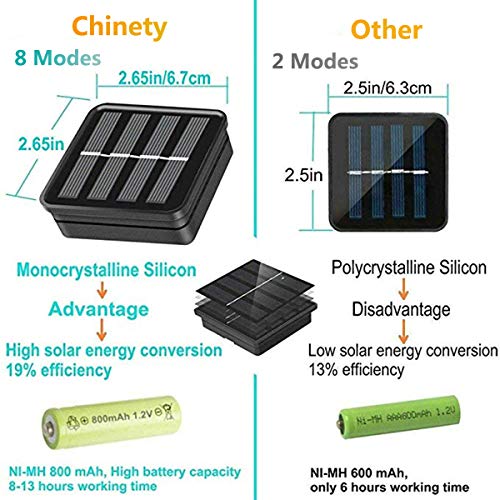 Chinety
8 Modes
2.65in/6.7cm
2.65in
Monocrystalline Silicon
Advantage
High solar energy conversion
19% efficiency
⊕ 800mAh 1.2V ⊖
NI-MH 800 mAh, High battery capacity
8-13 hours working time
Other
2 Modes
2.5in/6.3cm
2.5in
Polycrystalline Silicon
Disadvantage
Low solar energy conversion
13% efficiency
Ni-MH AAA600mAh 1.2V
NI-MH 600 mAh,
only 6 hours working time